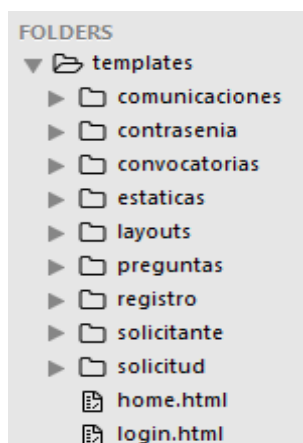 FOLDERS
templates
comunicaciones
contrasenia
convocatorias
estaticas
layouts
preguntas
registro
solicitante
solicitud
home.html
login.html